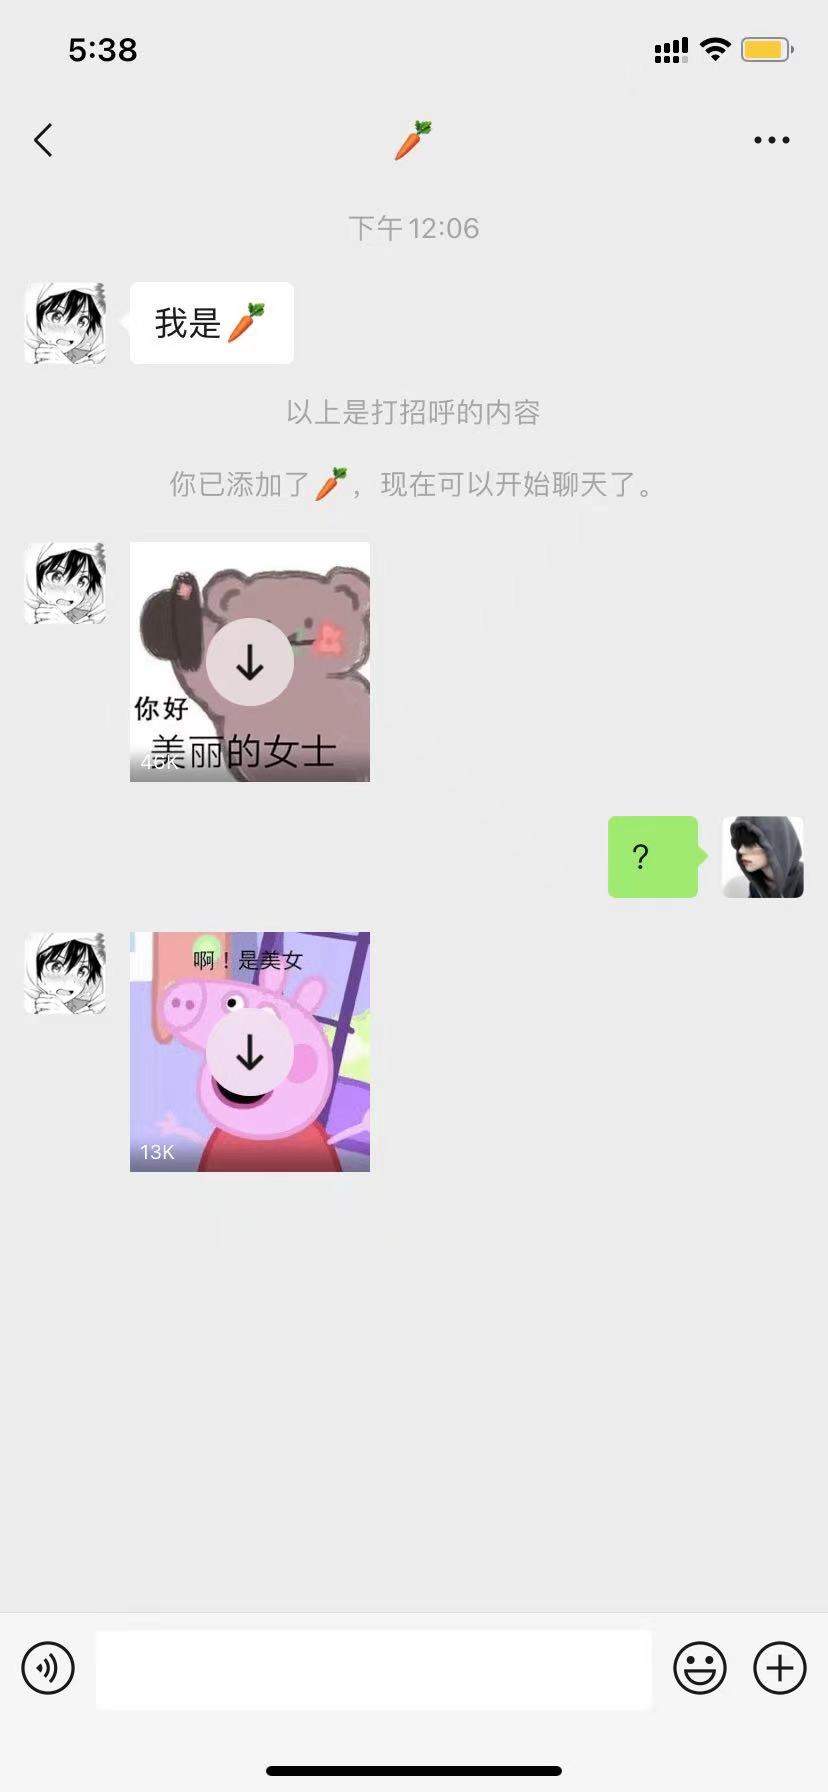 5:38
🥕
下午12:06
我是🥕
以上是打招呼的内容
你已添加了🥕，现在可以开始聊天了。
你好
美丽的女士
46K
？
啊！是美女
13K